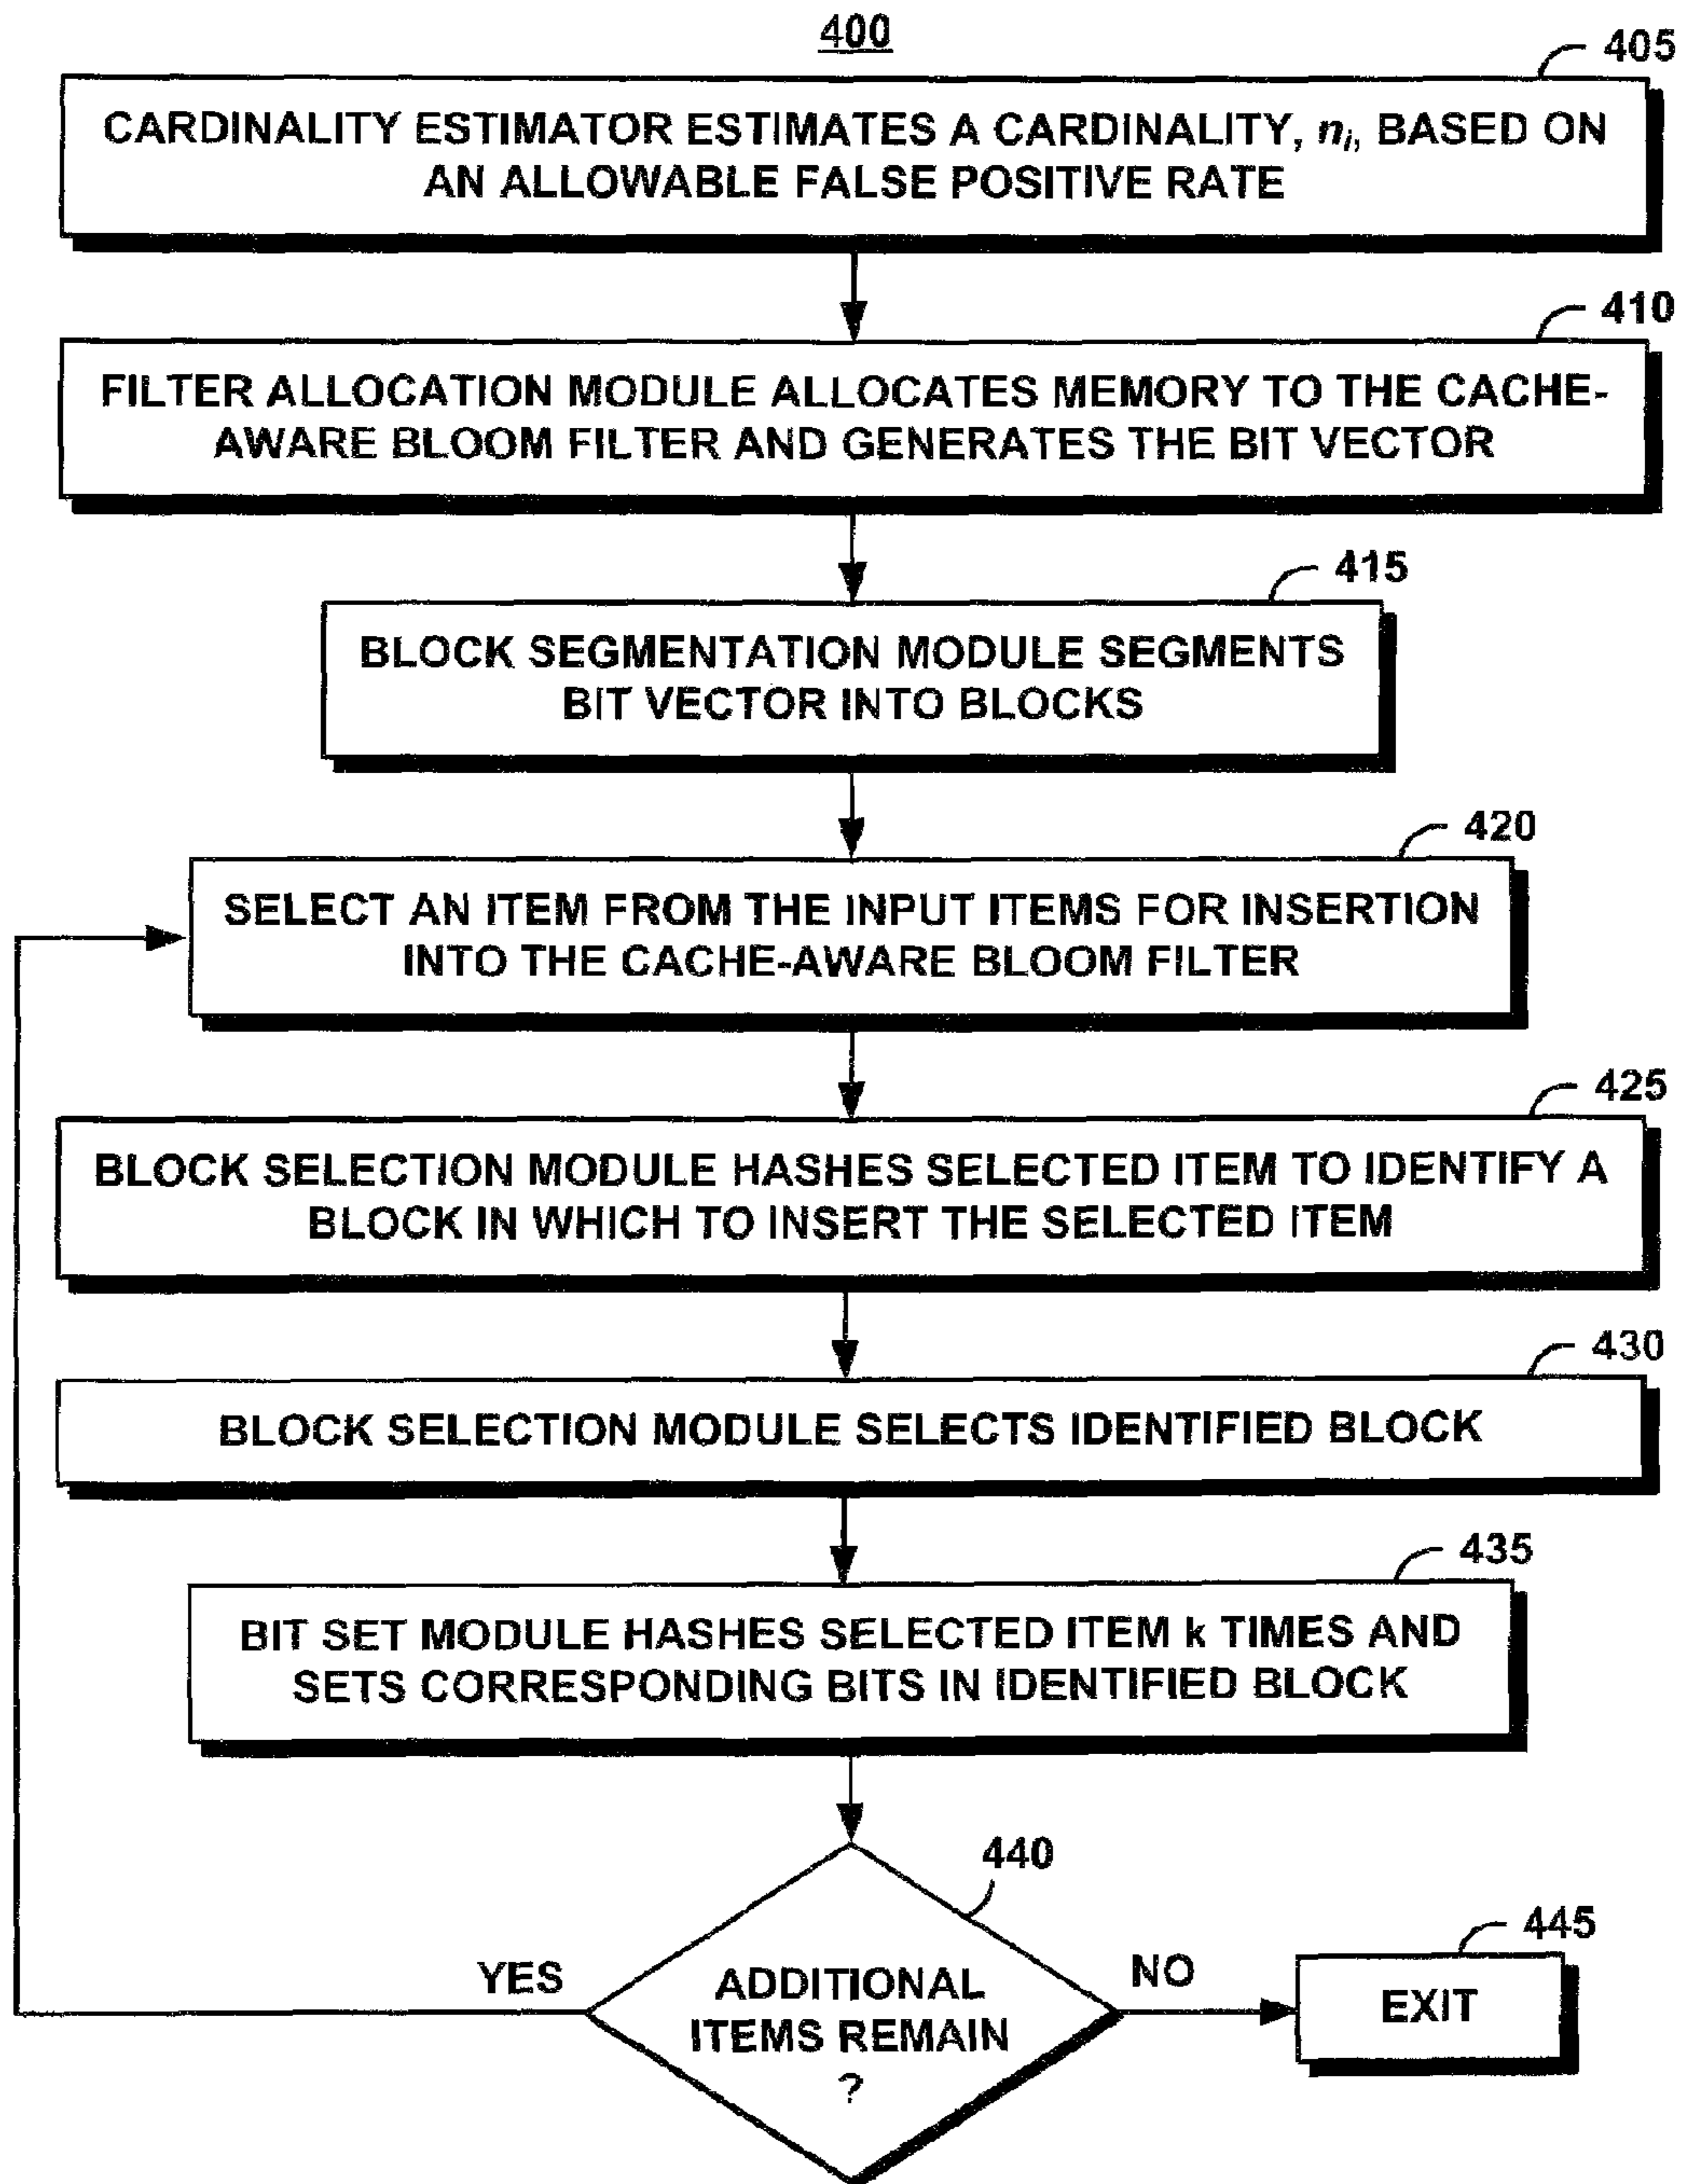 400
405
CARDINALITY ESTIMATOR ESTIMATES A CARDINALITY, nᵢ, BASED ON
AN ALLOWABLE FALSE POSITIVE RATE
410
FILTER ALLOCATION MODULE ALLOCATES MEMORY TO THE CACHE-
AWARE BLOOM FILTER AND GENERATES THE BIT VECTOR
415
BLOCK SEGMENTATION MODULE SEGMENTS
BIT VECTOR INTO BLOCKS
420
SELECT AN ITEM FROM THE INPUT ITEMS FOR INSERTION
INTO THE CACHE-AWARE BLOOM FILTER
425
BLOCK SELECTION MODULE HASHES SELECTED ITEM TO IDENTIFY A
BLOCK IN WHICH TO INSERT THE SELECTED ITEM
430
BLOCK SELECTION MODULE SELECTS IDENTIFIED BLOCK
435
BIT SET MODULE HASHES SELECTED ITEM k TIMES AND
SETS CORRESPONDING BITS IN IDENTIFIED BLOCK
440
YES
ADDITIONAL
ITEMS REMAIN
?
NO
445
EXIT